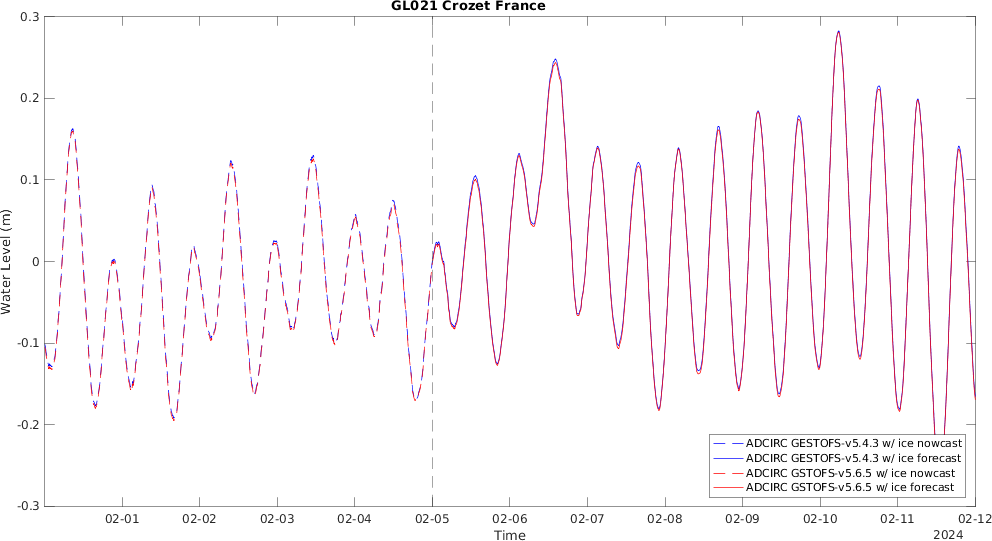 GL021 Crozet France
0.3
0.2
0.1
0
-0.1
-0.2
-0.3
Water Level (m)
02-01 02-02 02-03 02-04 02-05 02-06 02-07 02-08 02-09 02-10 02-11 02-12
Time
2024
ADCIRC GESTOFS-v5.4.3 w/ ice nowcast
ADCIRC GESTOFS-v5.4.3 w/ ice forecast
ADCIRC GSTOFS-v5.6.5 w/ ice nowcast
ADCIRC GSTOFS-v5.6.5 w/ ice forecast